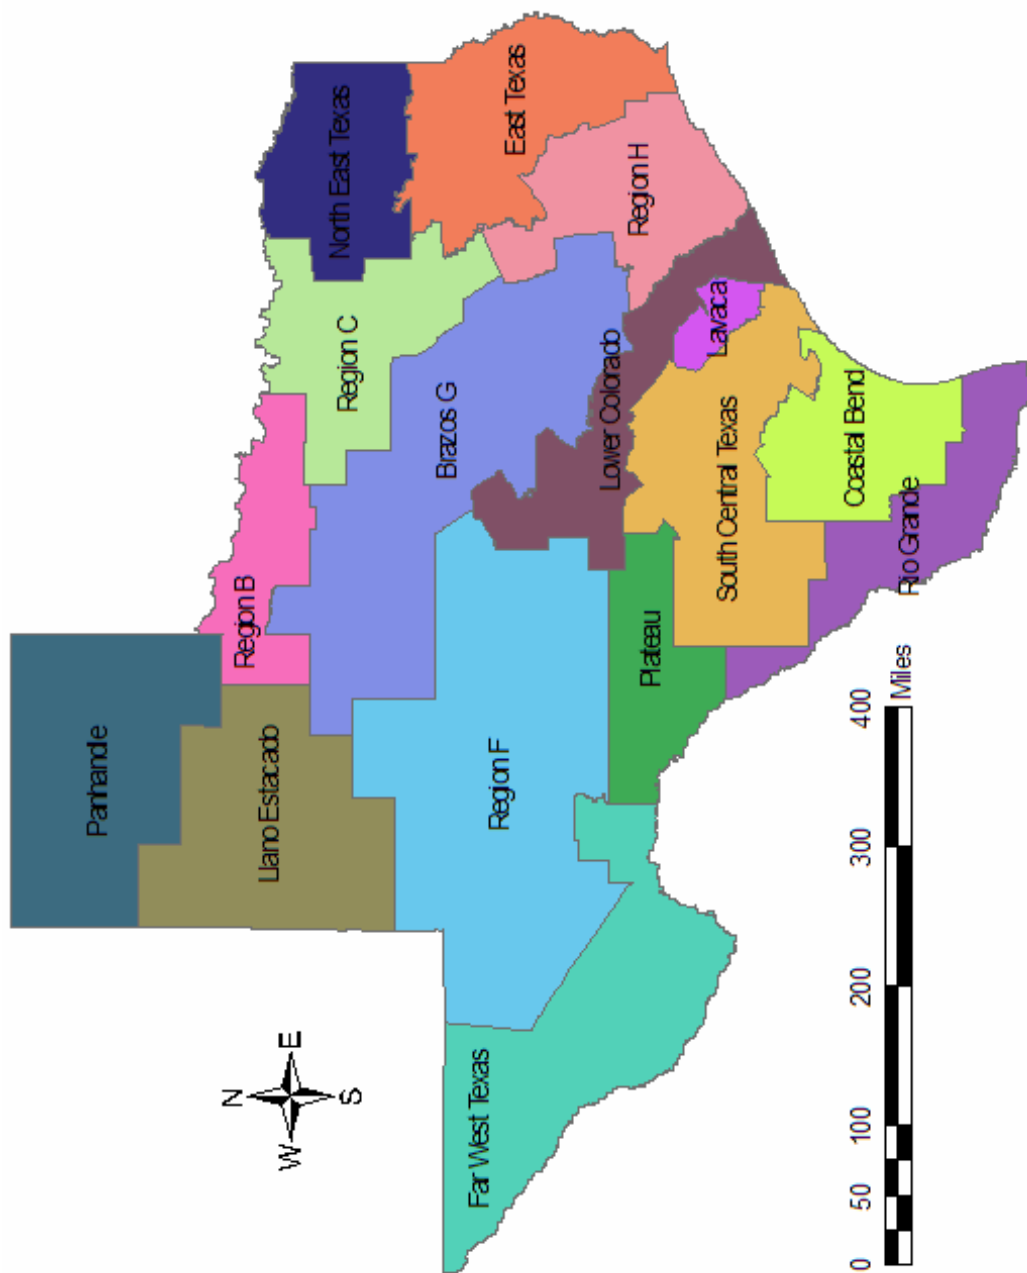 Panhandle
N
Region B
Llano Estacado
W E
North East Texas
Region C
S
Brazos G
Far West Texas
Region F
East Texas
Lower Colorado
Region H
Plateau
Lavaca
South Central Texas
Coastal Bend
Rio Grande
0 50 100 200 300 400
Miles